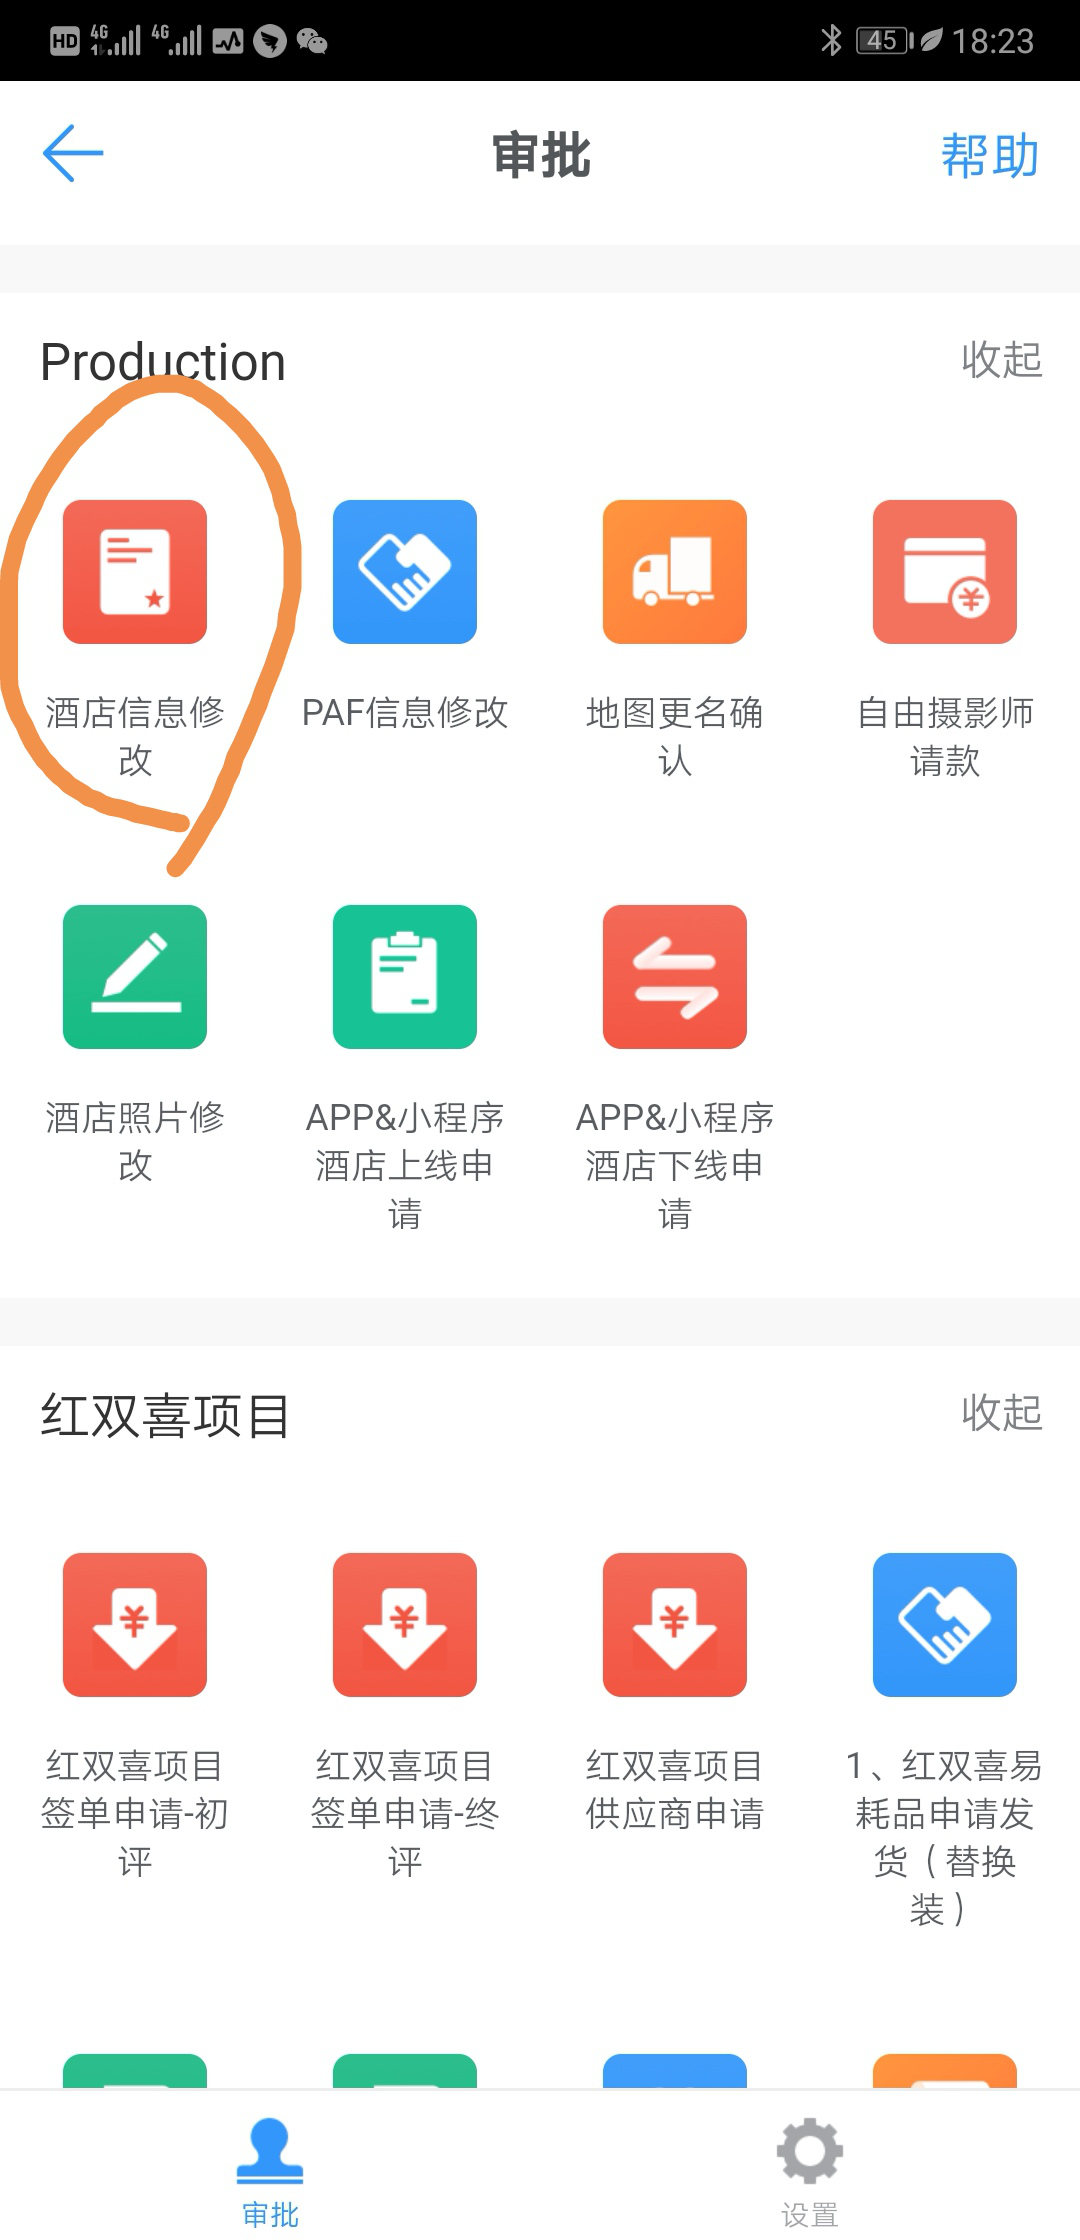 HD 4G 4G 45 18:23
审批 帮助
Production 收起
酒店信息修 PAF信息修改 地图更名确 自由摄影师
改 认 请款
酒店照片修 APP&小程序 APP&小程序
改 酒店上线申 酒店下线申
请 请
红双喜项目 收起
红双喜项目 红双喜项目 红双喜项目 1、红双喜易
签单申请-初 签单申请-终 供应商申请 耗品申请发
评 评 货（替换
装）
审批 设置